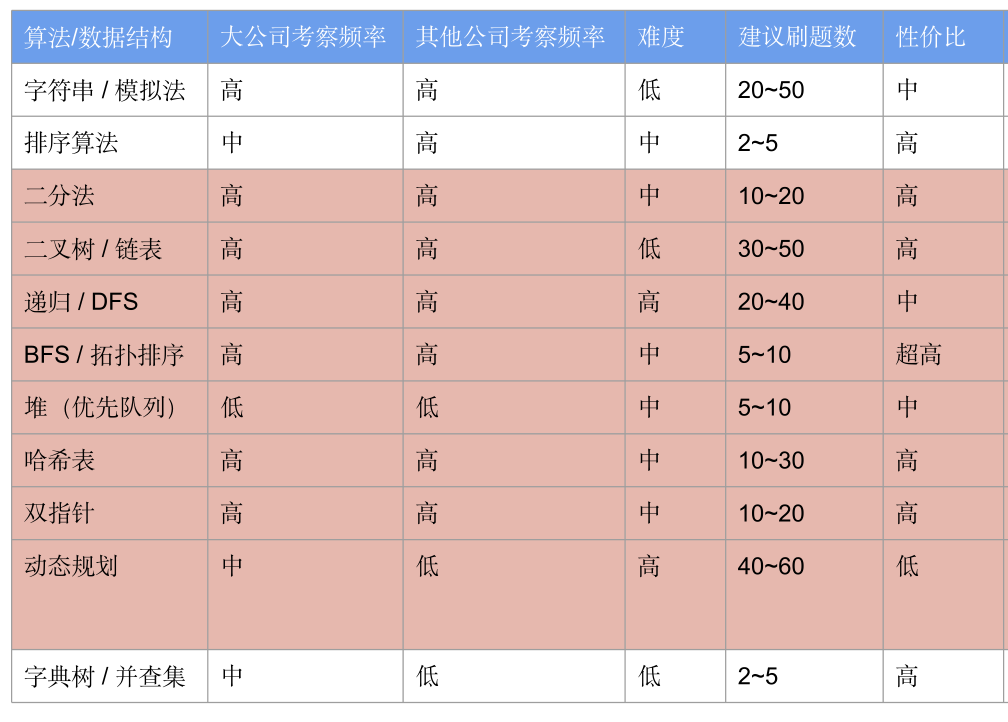 算法/数据结构 大公司考察频率 其他公司考察频率 难度 建议刷题数 性价比
字符串 / 模拟法 高 高 低 20~50 中
排序算法 中 高 中 2~5 高
二分法 高 高 中 10~20 高
二叉树 / 链表 高 高 低 30~50 高
递归 / DFS 高 高 高 20~40 中
BFS / 拓扑排序 高 高 中 5~10 超高
堆（优先队列） 低 低 中 5~10 中
哈希表 高 高 中 10~30 高
双指针 高 高 中 10~20 高
动态规划 中 低 高 40~60 低
字典树 / 并查集 中 低 低 2~5 高